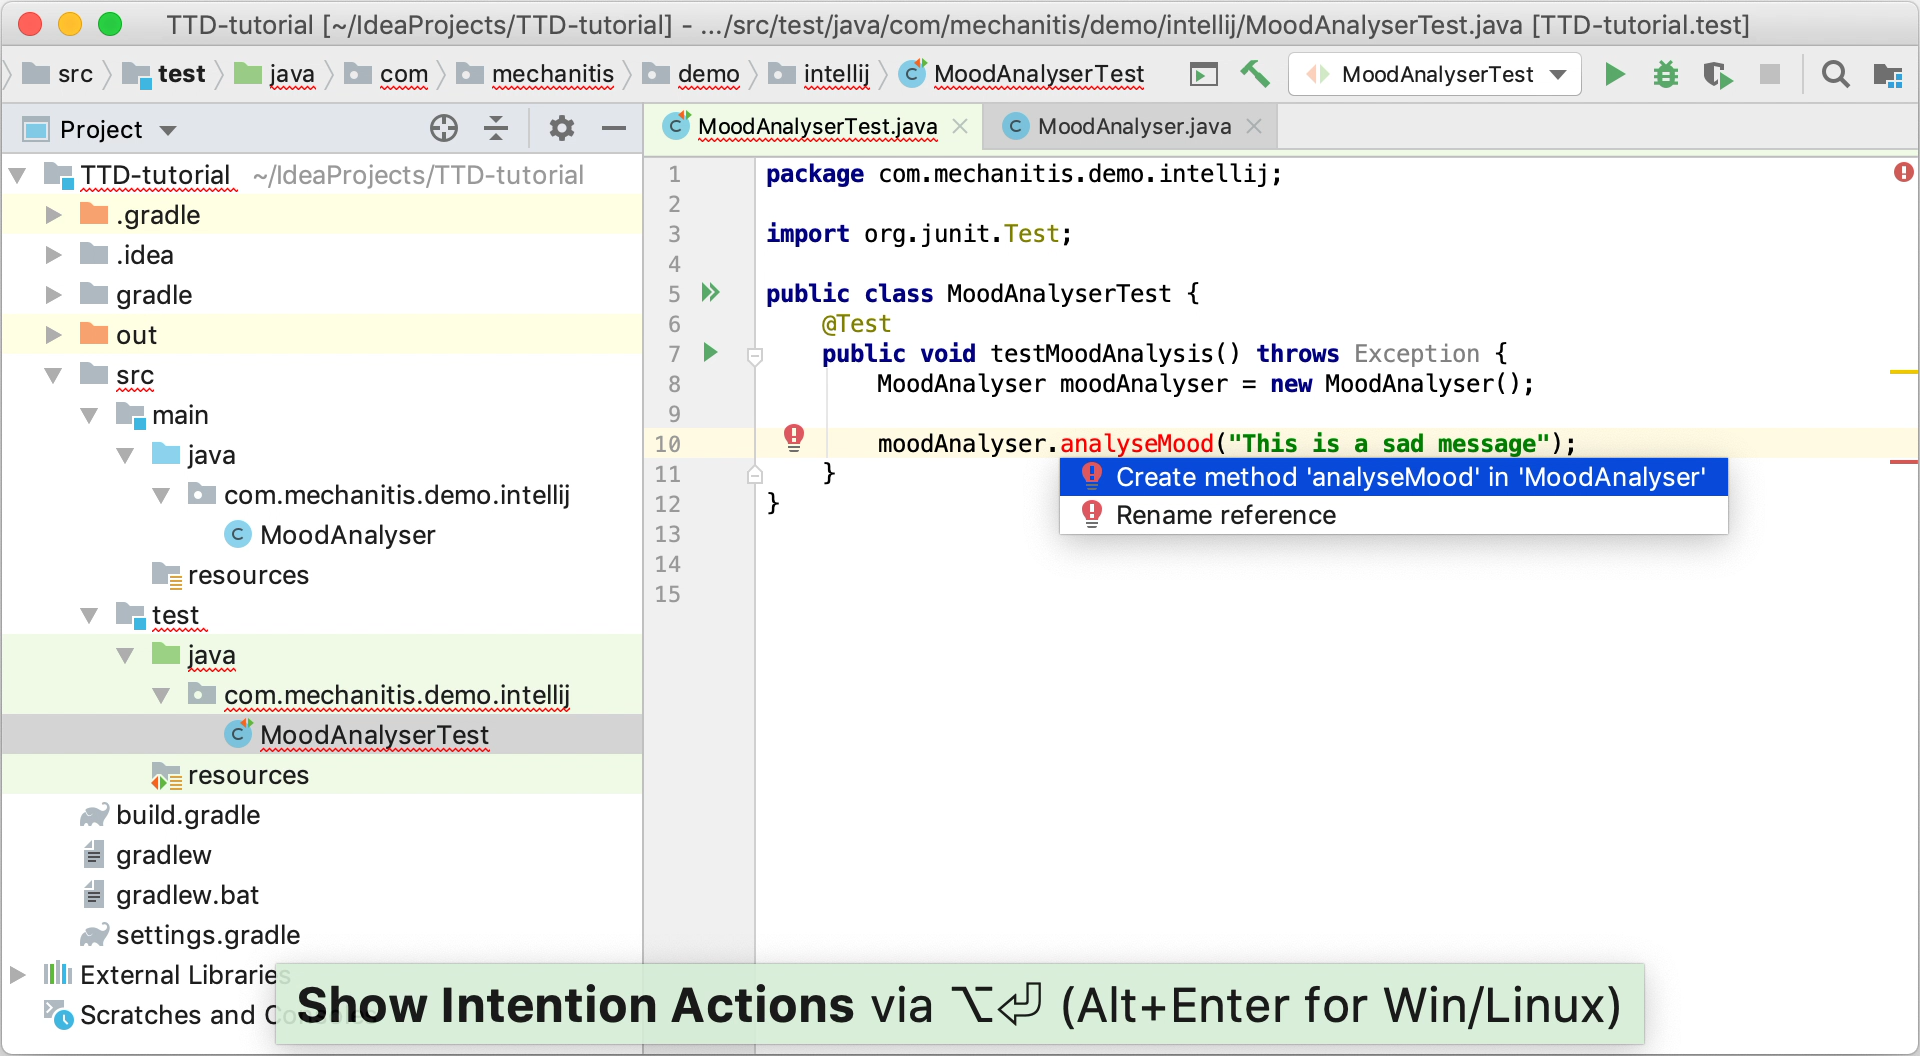 TTD-tutorial [~/IdeaProjects/TTD-tutorial] - .../src/test/java/com/mechanitis/demo/intellij/MoodAnalyserTest.java [TTD-tutorial.test]
src test java com mechanitis demo intellij MoodAnalyserTest MoodAnalyserTest
Project
MoodAnalyserTest.java MoodAnalyser.java
TTD-tutorial ~/IdeaProjects/TTD-tutorial
.gradle
.idea
gradle
out
src
main
java
com.mechanitis.demo.intellij
MoodAnalyser
resources
test
java
com.mechanitis.demo.intellij
MoodAnalyserTest
resources
build.gradle
gradlew
gradlew.bat
settings.gradle
External Libraries
Scratches and Consoles
1 package com.mechanitis.demo.intellij;
2
3 import org.junit.Test;
4
5 public class MoodAnalyserTest {
6 @Test
7 public void testMoodAnalysis() throws Exception {
8 MoodAnalyser moodAnalyser = new MoodAnalyser();
9
10 moodAnalyser.analyseMood("This is a sad message");
11 }
12 }
13
14
15
Create method 'analyseMood' in 'MoodAnalyser'
Rename reference
Show Intention Actions via ⌥⏎ (Alt+Enter for Win/Linux)